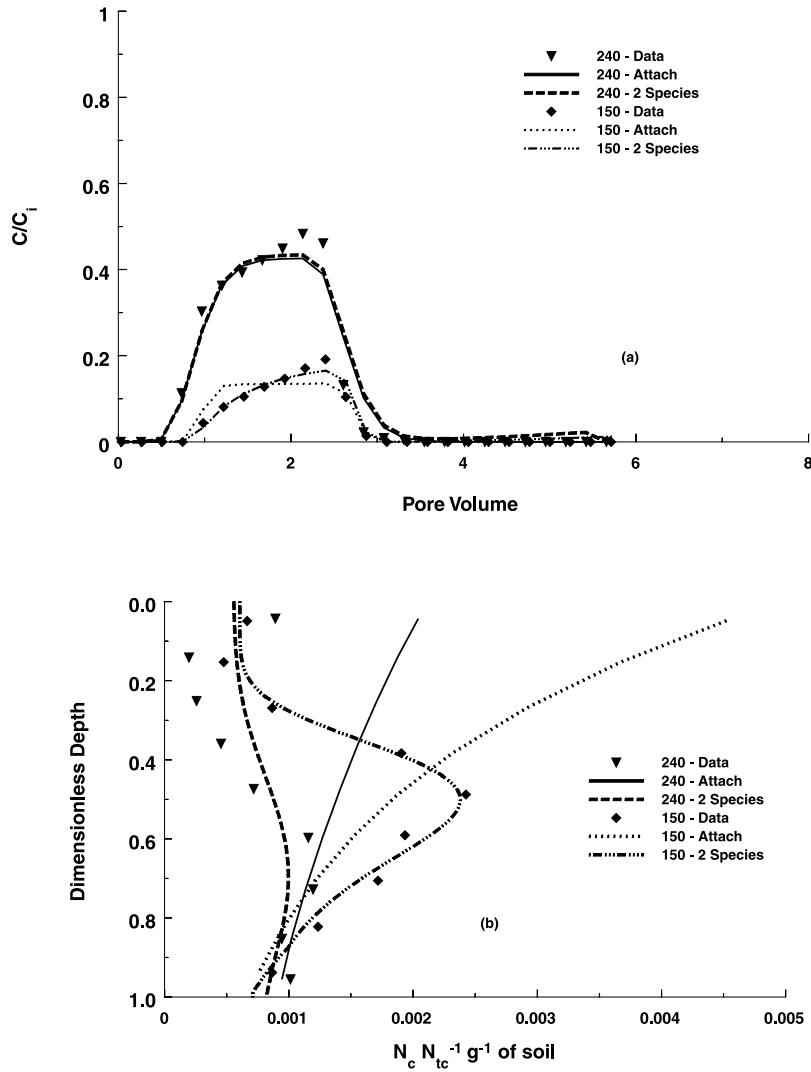 1
0.8
0.6
0.4
0.2
0
C/Ci
0
2
4
6
8
Pore Volume
240 - Data
240 - Attach
240 - 2 Species
150 - Data
150 - Attach
150 - 2 Species
(a)
0.0
0.2
0.4
0.6
0.8
1.0
Dimensionless Depth
240 - Data
240 - Attach
240 - 2 Species
150 - Data
150 - Attach
150 - 2 Species
(b)
0
0.001
0.002
0.003
0.004
0.005
Nc Ntc⁻¹ g⁻¹ of soil